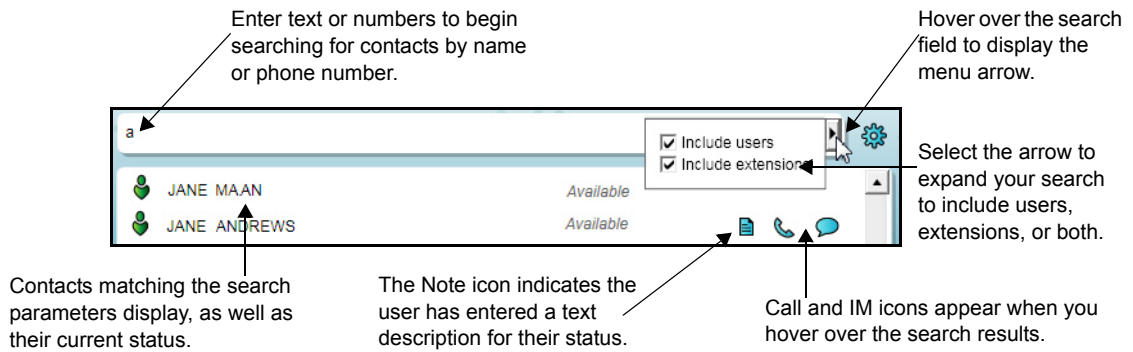 Enter text or numbers to begin
searching for contacts by name
or phone number.
Hover over the search
field to display the
menu arrow.
a
Include users
Include extensions
Select the arrow to
expand your search
to include users,
extensions, or both.
JANE MAAN
Available
JANE ANDREWS
Available
Contacts matching the search
parameters display, as well as
their current status.
The Note icon indicates the
user has entered a text
description for their status.
Call and IM icons appear when you
hover over the search results.